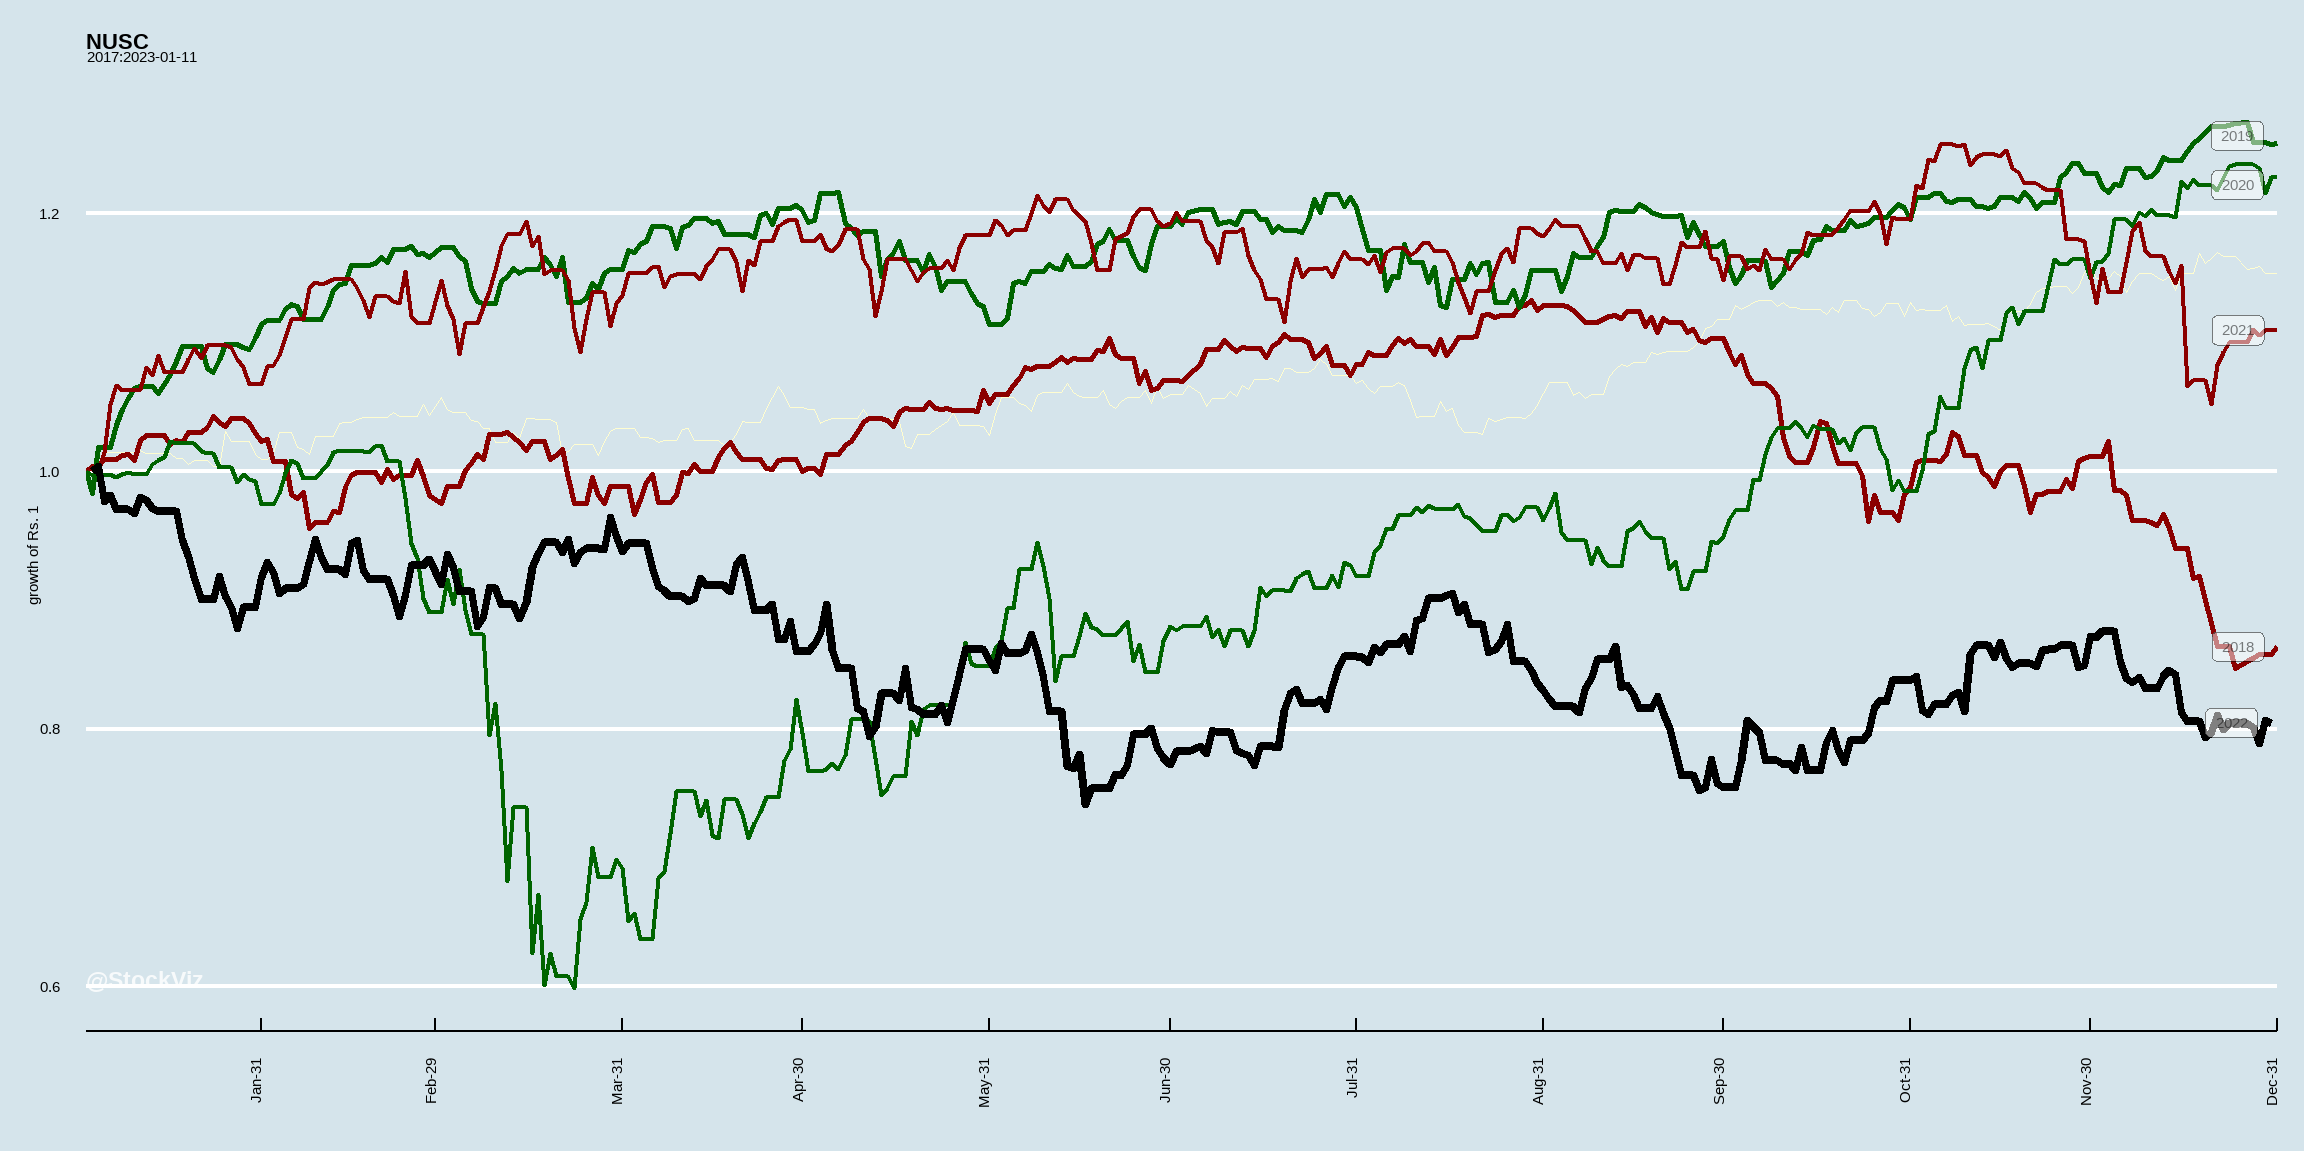 NUSC
2017:2023-01-11
growth of Rs. 1
1.2
1.0
0.8
0.6
2019
2020
2021
2018
2022
@StockViz
Jan-31
Feb-29
Mar-31
Apr-30
May-31
Jun-30
Jul-31
Aug-31
Sep-30
Oct-31
Nov-30
Dec-31